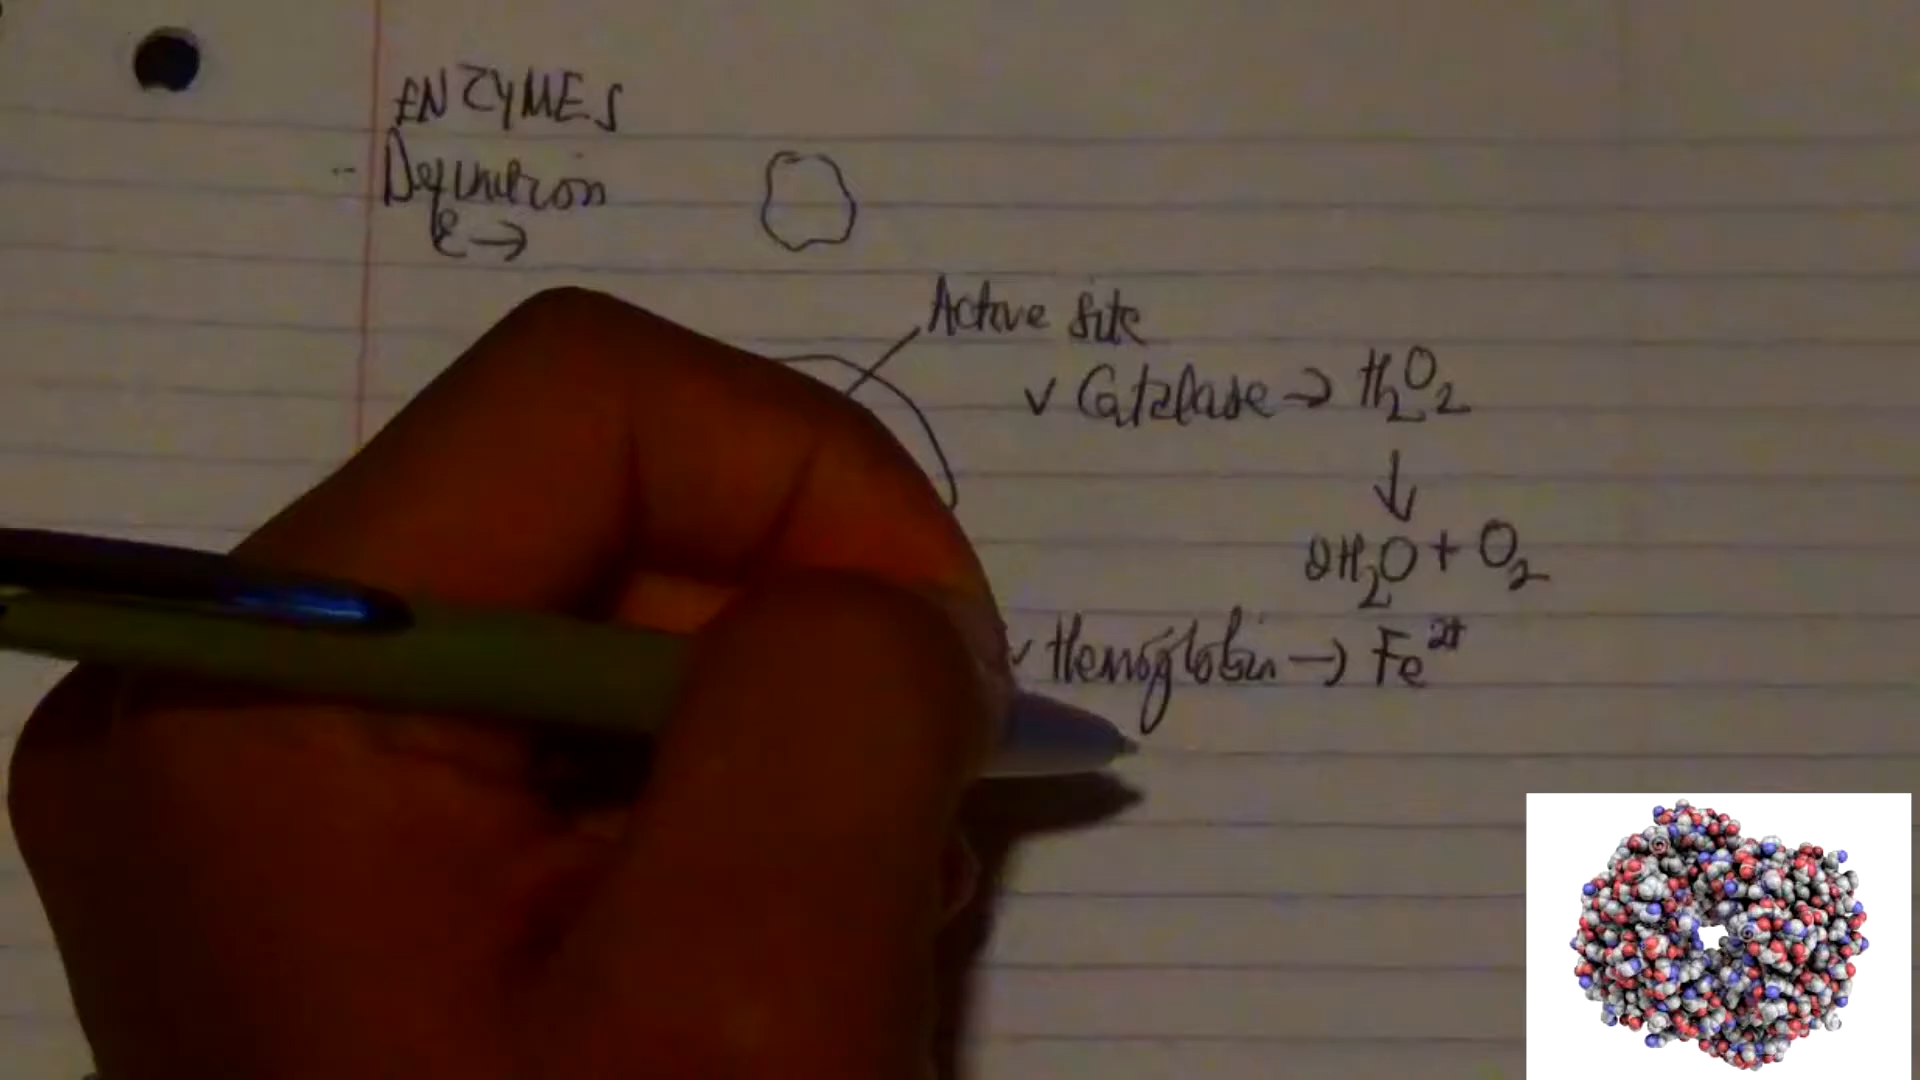 ENZYMES
Definition
E →
Active Site
✓ Catalase → H₂O₂
↓
2H₂O + O₂
✓ Hemoglobin → Fe²⁺